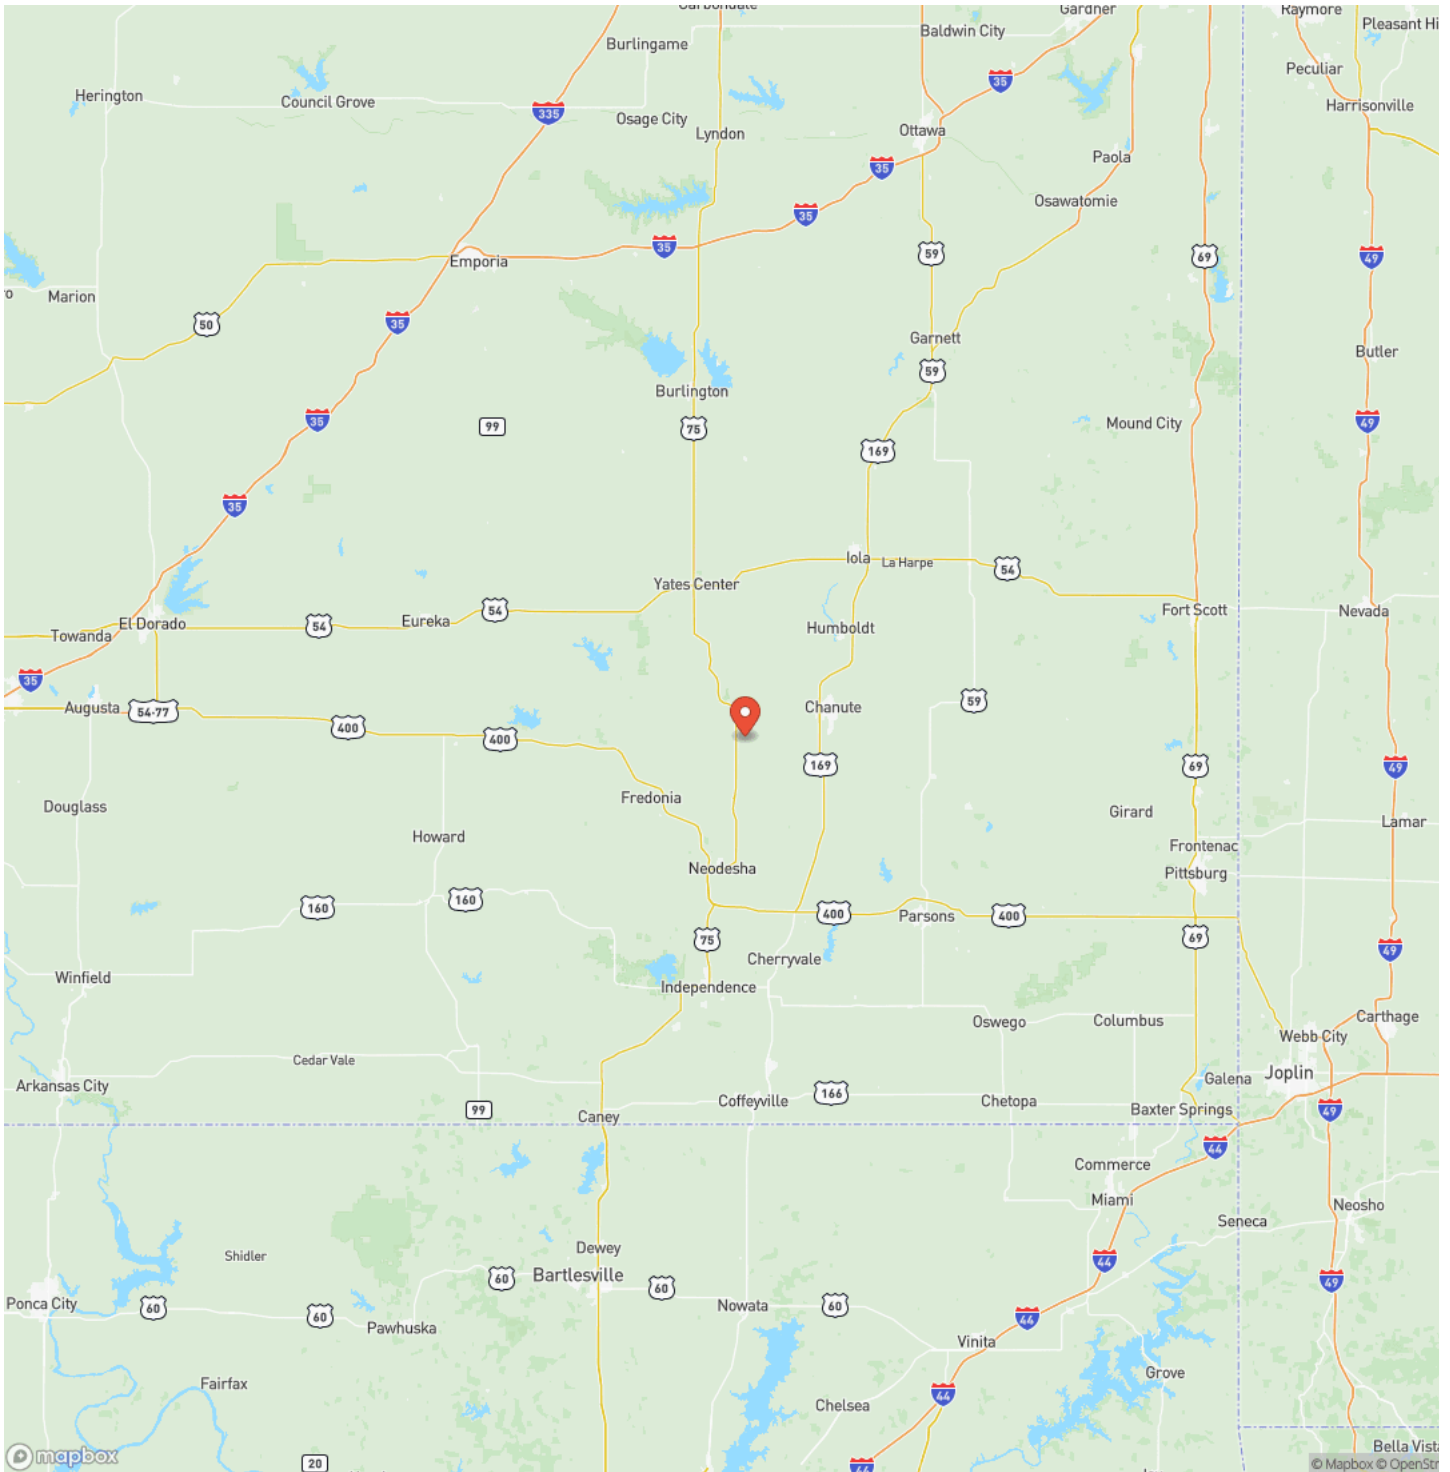 Carbondale
Gardner
Raymore
Pleasant Hi
Burlingame
Baldwin City
35
Peculiar
Herington
Council Grove
335
Osage City
Harrisonville
Lyndon
Ottawa
35
Paola
Osawatomie
35
Emporia
35
59
69
49
Marion
50
35
Garnett
Butler
59
Burlington
35
99
75
Mound City
49
169
35
Iola
La Harpe
54
Yates Center
54
Eureka
Fort Scott
Nevada
El Dorado
54
Towanda
Humboldt
35
Augusta
54-77
400
400
Chanute
59
169
69
49
Douglass
Fredonia
Girard
Lamar
Howard
Frontenac
Neodesha
Pittsburg
160
160
400
Parsons
400
75
69
49
Cherryvale
Winfield
Independence
Oswego
Columbus
Carthage
Webb City
Cedar Vale
Joplin
Arkansas City
Galena
99
Coffeyville
166
Chetopa
Baxter Springs
49
Caney
44
Commerce
Miami
Neosho
Seneca
Dewey
Shidler
44
Bartlesville
60
60
49
Ponca City
60
60
Nowata
60
44
Pawhuska
Vinita
Grove
Fairfax
44
Chelsea
Bella Vista
mapbox
20
44
© Mapbox © OpenStr